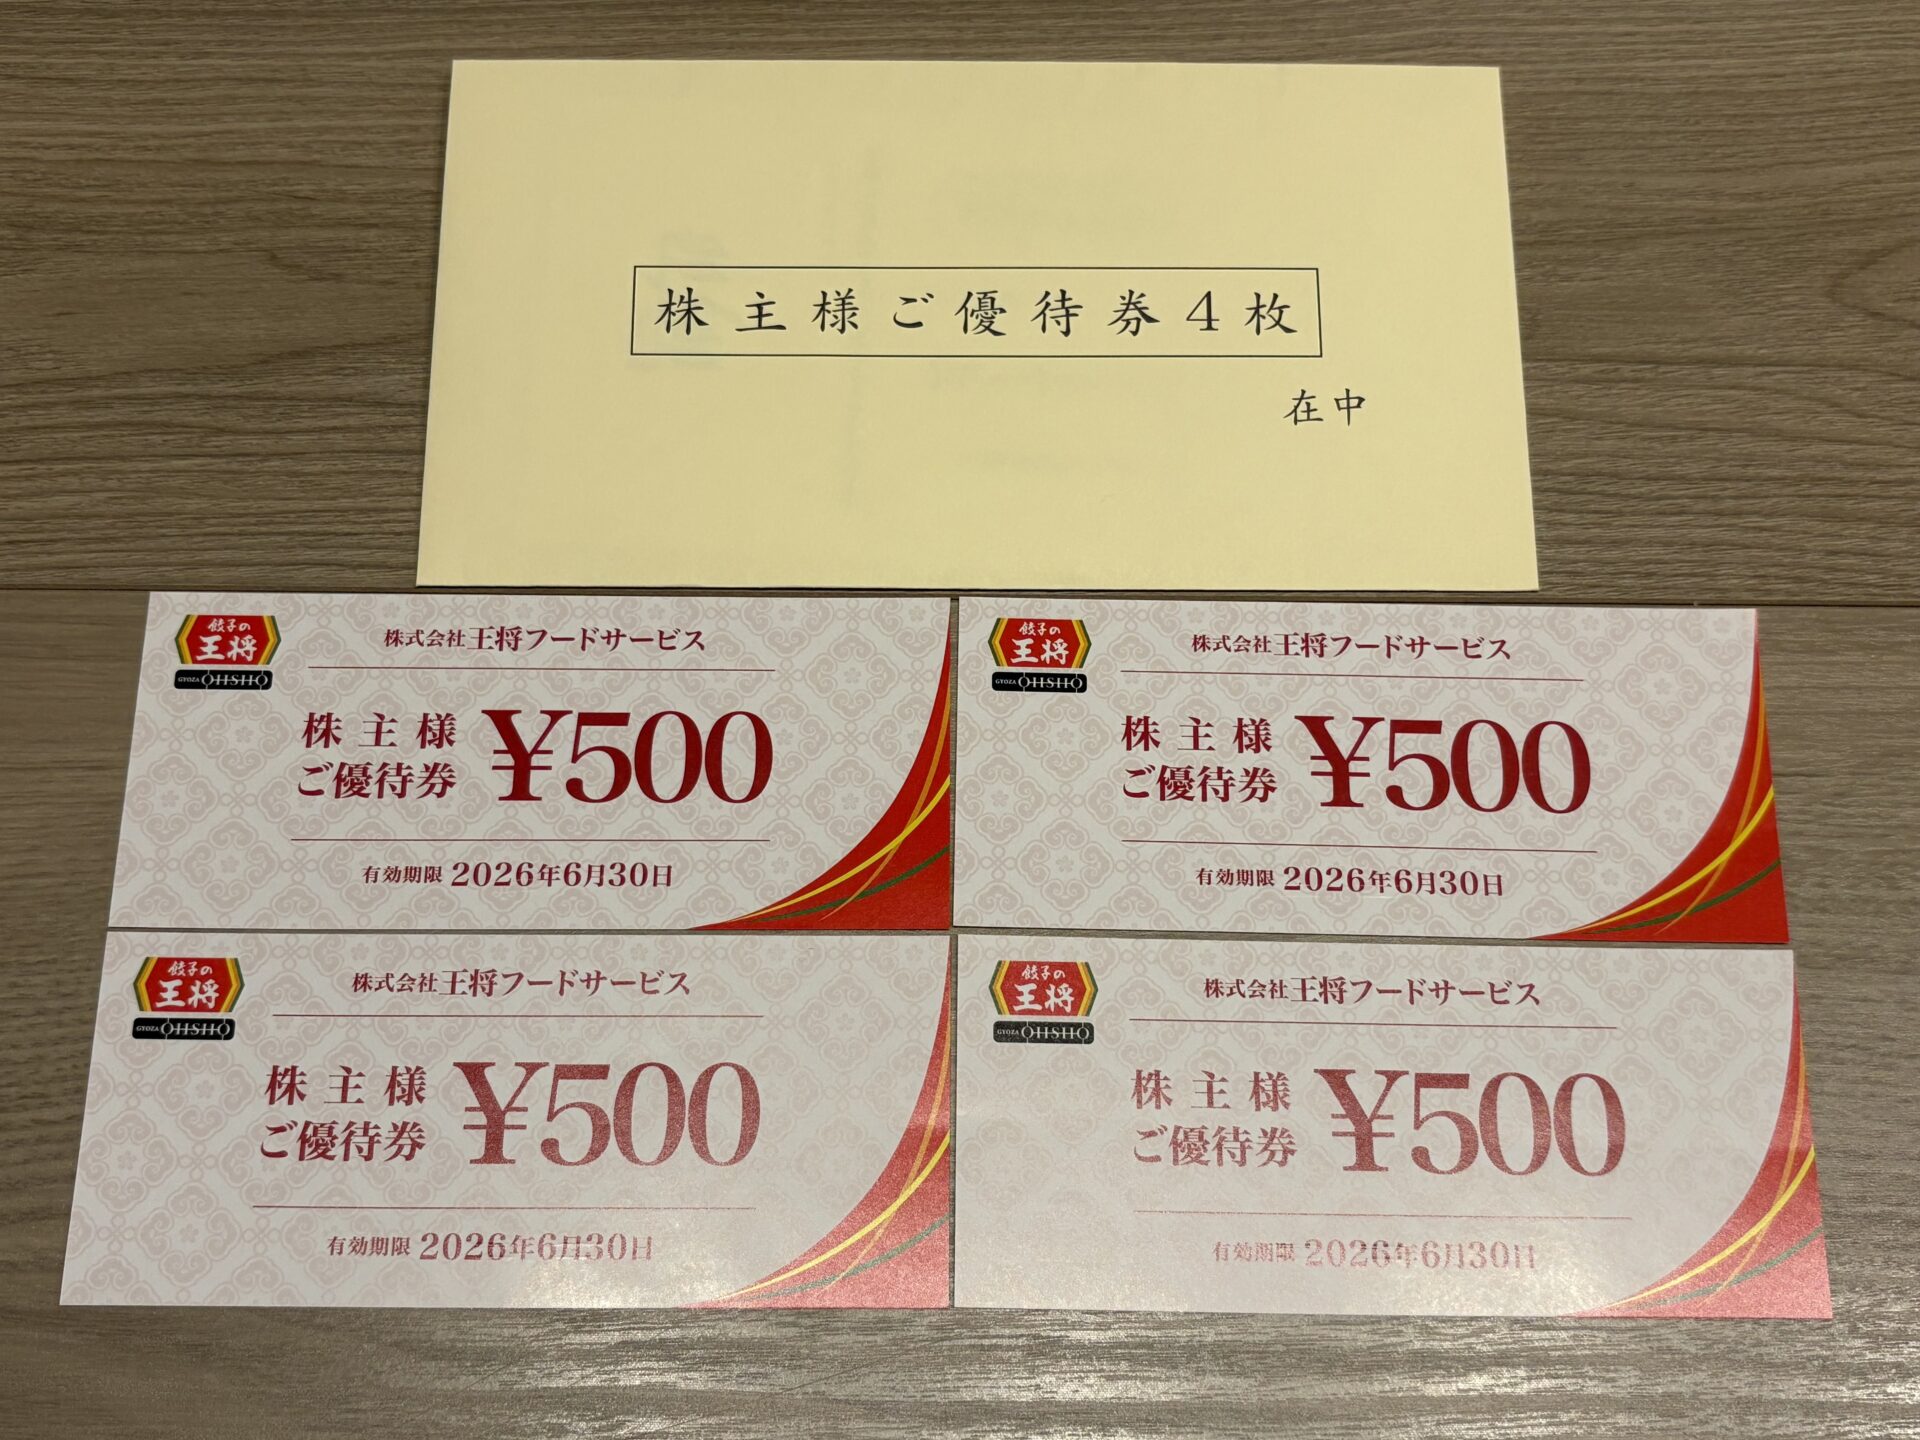 株主様ご優待券4枚
在中
餃子の
王将
GYOZA OHSHO
株式会社王将フードサービス
株主様
ご優待券
¥500
有効期限 2026年6月30日
餃子の
王将
GYOZA OHSHO
株式会社王将フードサービス
株主様
ご優待券
¥500
有効期限 2026年6月30日
餃子の
王将
GYOZA OHSHO
株式会社王将フードサービス
株主様
ご優待券
¥500
有効期限 2026年6月30日
餃子の
王将
GYOZA OHSHO
株式会社王将フードサービス
株主様
ご優待券
¥500
有効期限 2026年6月30日